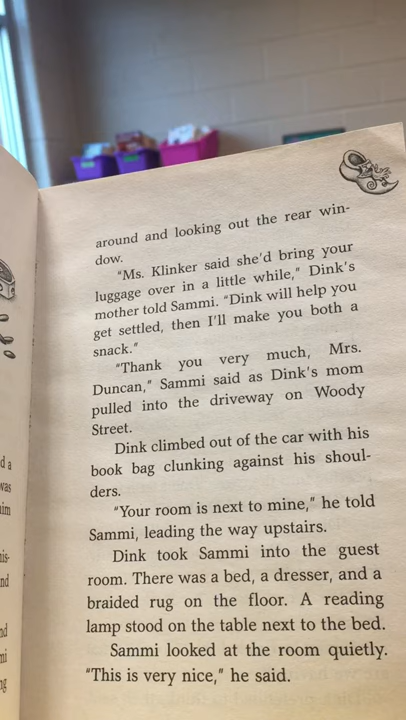 around and looking out the rear win-
dow.
"Ms. Klinker said she'd bring your
luggage over in a little while," Dink's
mother told Sammi. "Dink will help you
get settled, then I'll make you both a
snack."
"Thank you very much, Mrs.
Duncan," Sammi said as Dink's mom
pulled into the driveway on Woody
Street.
Dink climbed out of the car with his
book bag clunking against his shoul-
ders.
"Your room is next to mine," he told
Sammi, leading the way upstairs.
Dink took Sammi into the guest
room. There was a bed, a dresser, and a
braided rug on the floor. A reading
lamp stood on the table next to the bed.
Sammi looked at the room quietly.
"This is very nice," he said.